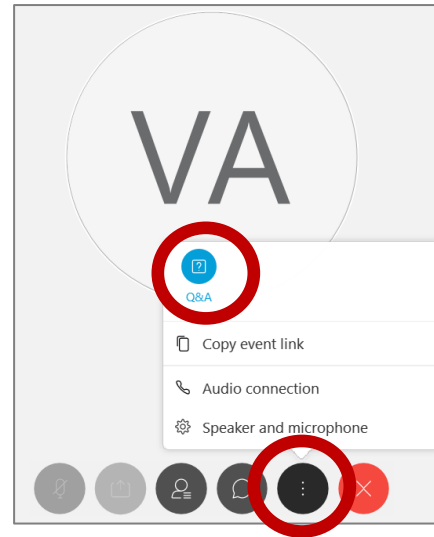 VA
Q&A
Copy event link
Audio connection
Speaker and microphone